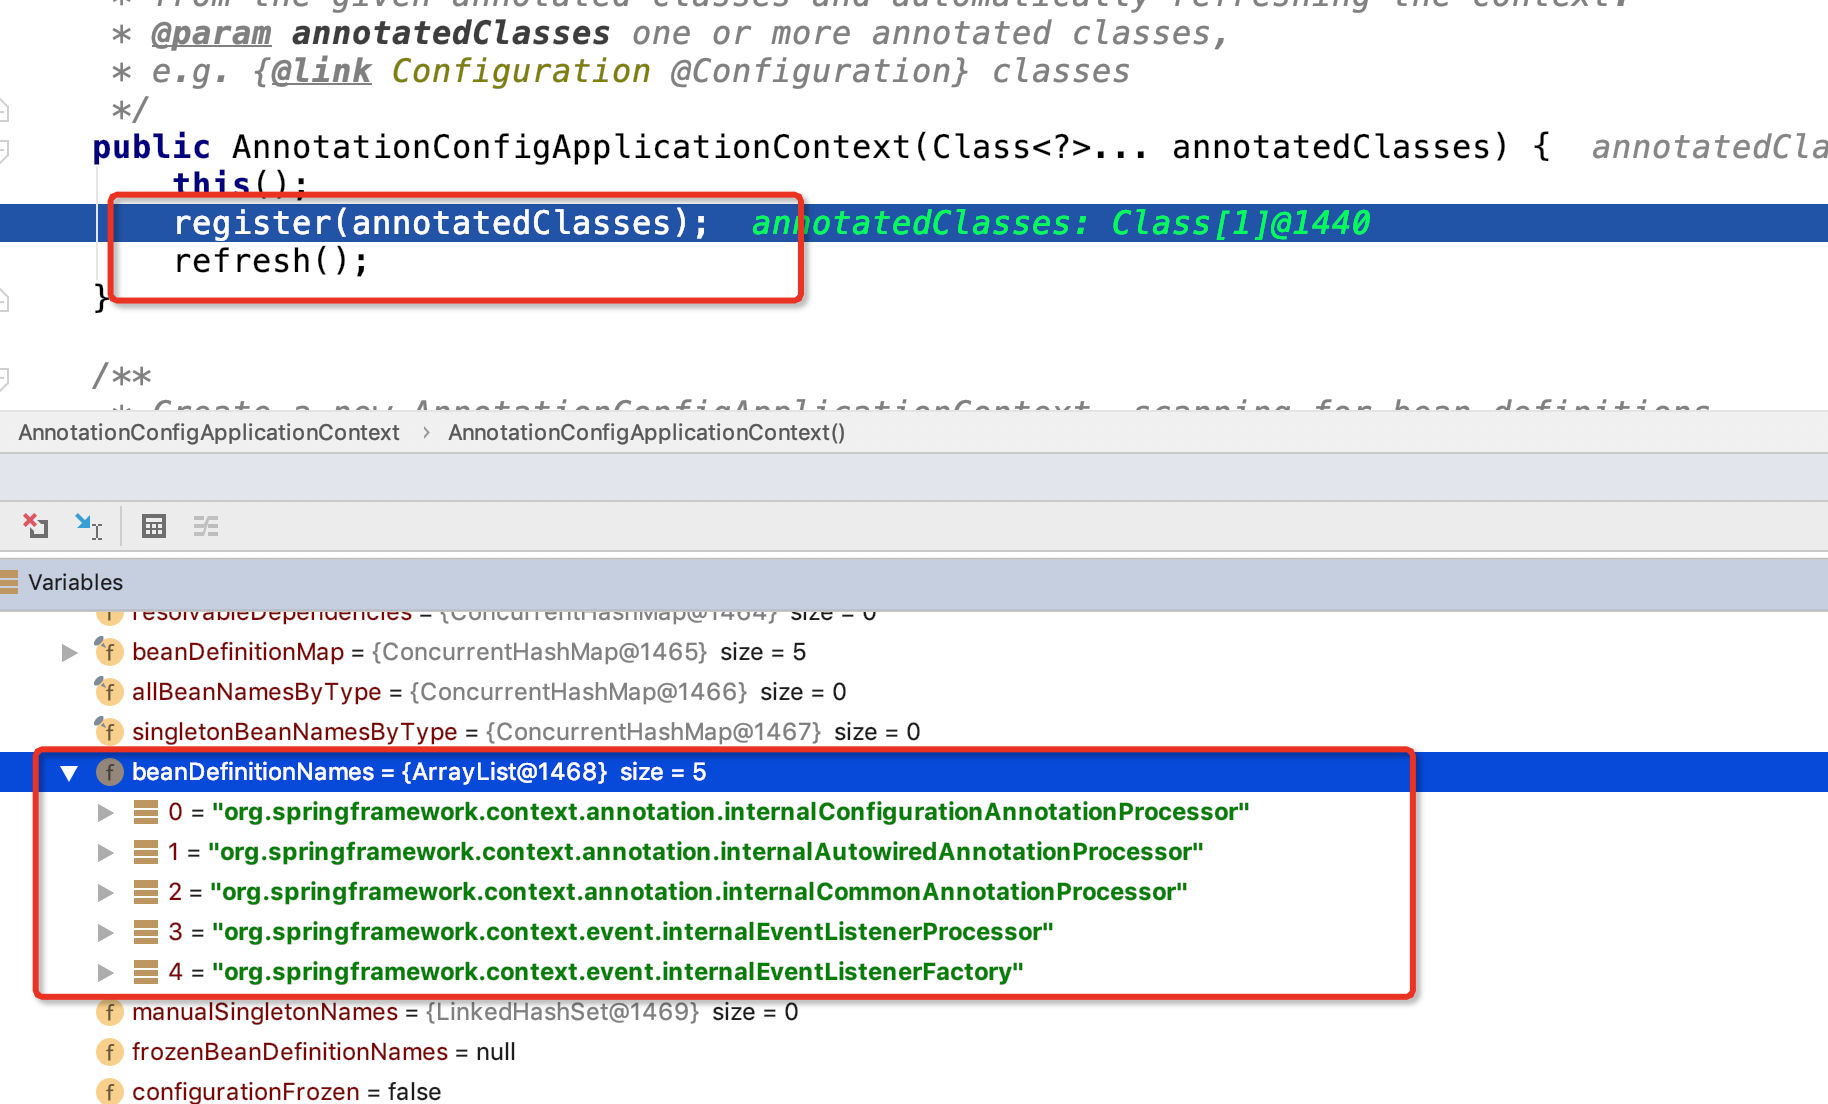 * from the given annotated classes and automatically refreshing the context.
* @param annotatedClasses one or more annotated classes,
* e.g. {@link Configuration @Configuration} classes
*/
public AnnotationConfigApplicationContext(Class<?>... annotatedClasses) {  annotatedCla
this();
register(annotatedClasses);  annotatedClasses: Class[1]@1440
refresh();
}
/**
* Create a new AnnotationConfigApplicationContext, scanning for bean definitions
AnnotationConfigApplicationContext › AnnotationConfigApplicationContext()
Variables
resolvableDependencies = {ConcurrentHashMap@1464} size = 0
beanDefinitionMap = {ConcurrentHashMap@1465} size = 5
allBeanNamesByType = {ConcurrentHashMap@1466} size = 0
singletonBeanNamesByType = {ConcurrentHashMap@1467} size = 0
beanDefinitionNames = {ArrayList@1468} size = 5
0 = "org.springframework.context.annotation.internalConfigurationAnnotationProcessor"
1 = "org.springframework.context.annotation.internalAutowiredAnnotationProcessor"
2 = "org.springframework.context.annotation.internalCommonAnnotationProcessor"
3 = "org.springframework.context.event.internalEventListenerProcessor"
4 = "org.springframework.context.event.internalEventListenerFactory"
manualSingletonNames = {LinkedHashSet@1469} size = 0
frozenBeanDefinitionNames = null
configurationFrozen = false